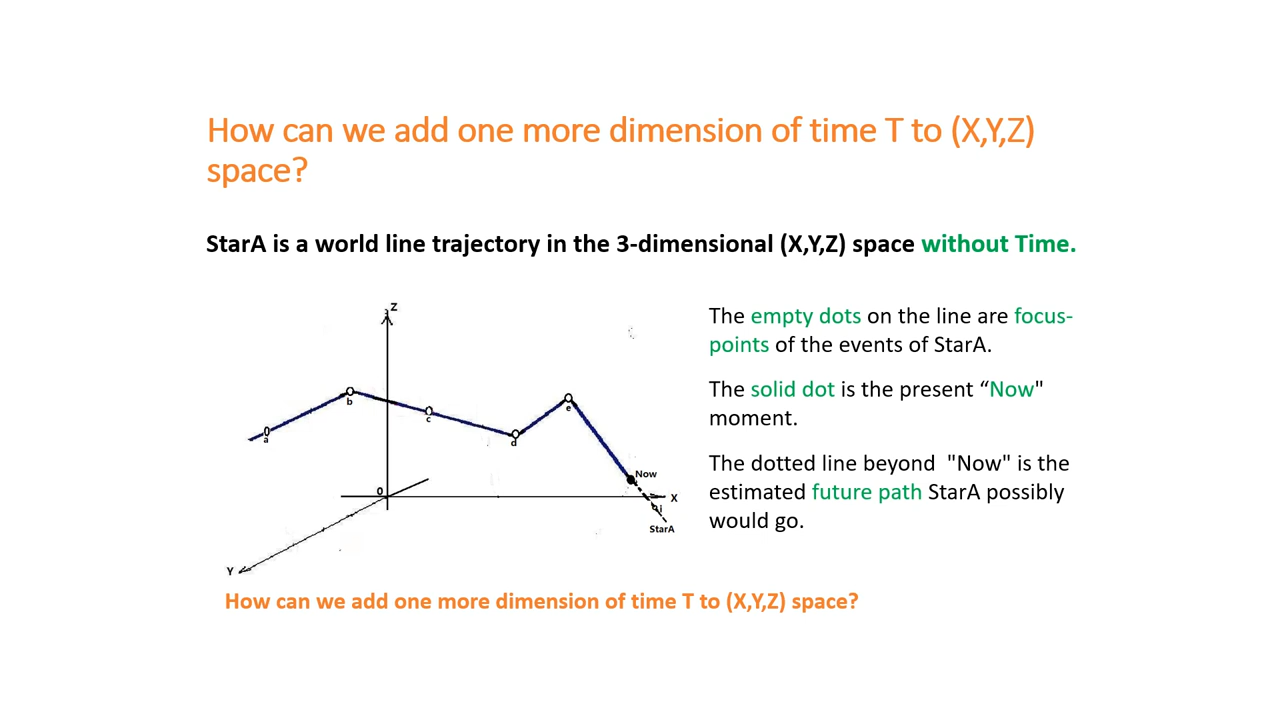 How can we add one more dimension of time T to (X,Y,Z)
space?
StarA is a world line trajectory in the 3-dimensional (X,Y,Z) space without Time.
Z
The empty dots on the line are focus-
points of the events of StarA.
The solid dot is the present “Now"
moment.
The dotted line beyond "Now" is the
estimated future path StarA possibly
would go.
b
e
c
a
d
Now
0
X
i
StarA
Y
How can we add one more dimension of time T to (X,Y,Z) space?